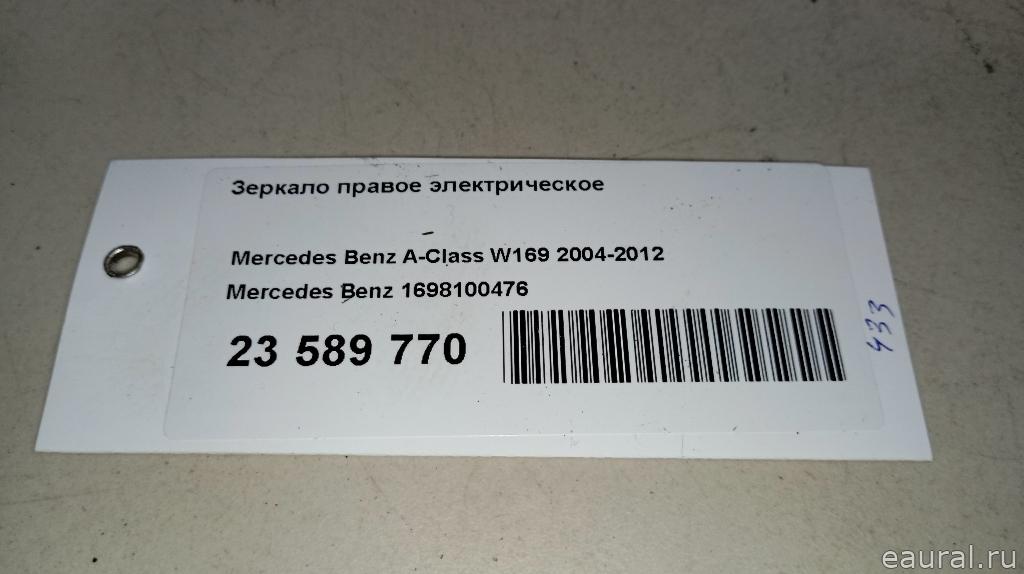 Зеркало правое электрическое
Mercedes Benz A-Class W169 2004-2012
Mercedes Benz 1698100476
23 589 770
433
eaural.ru